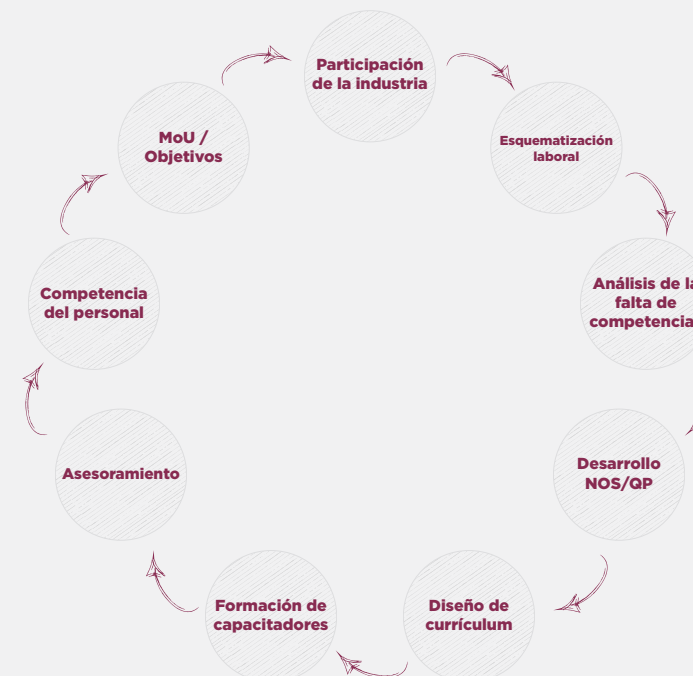 Participación
de la industria
Esquematización
laboral
Análisis de la
falta de
competencia
Desarrollo
NOS/QP
Diseño de
currículum
Formación de
capacitadores
Asesoramiento
Competencia
del personal
MoU /
Objetivos